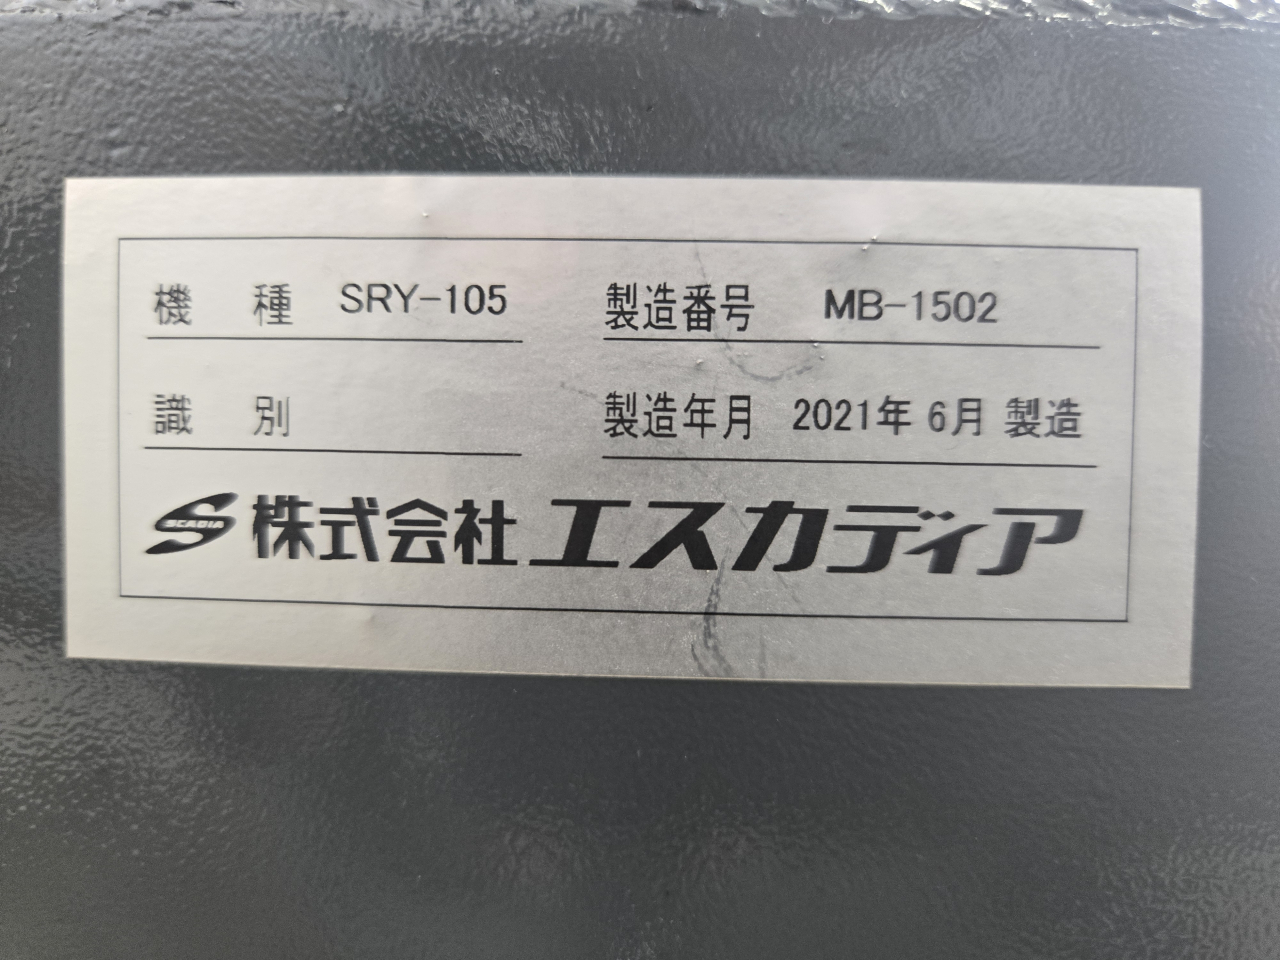 機種 SRY-105 製造番号 MB-1502
識別 製造年月 2021年 6月 製造
SCADIA 株式会社エスカディア